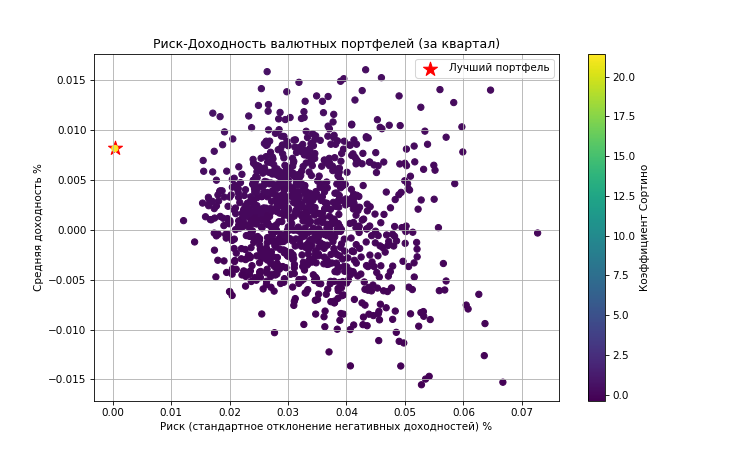 Риск-Доходность валютных портфелей (за квартал)
Лучший портфель
Средняя доходность %
0.015
0.010
0.005
0.000
−0.005
−0.010
−0.015
0.00 0.01 0.02 0.03 0.04 0.05 0.06 0.07
Риск (стандартное отклонение негативных доходностей) %
20.0
17.5
15.0
12.5
10.0
7.5
5.0
2.5
0.0
Коэффициент Сортино